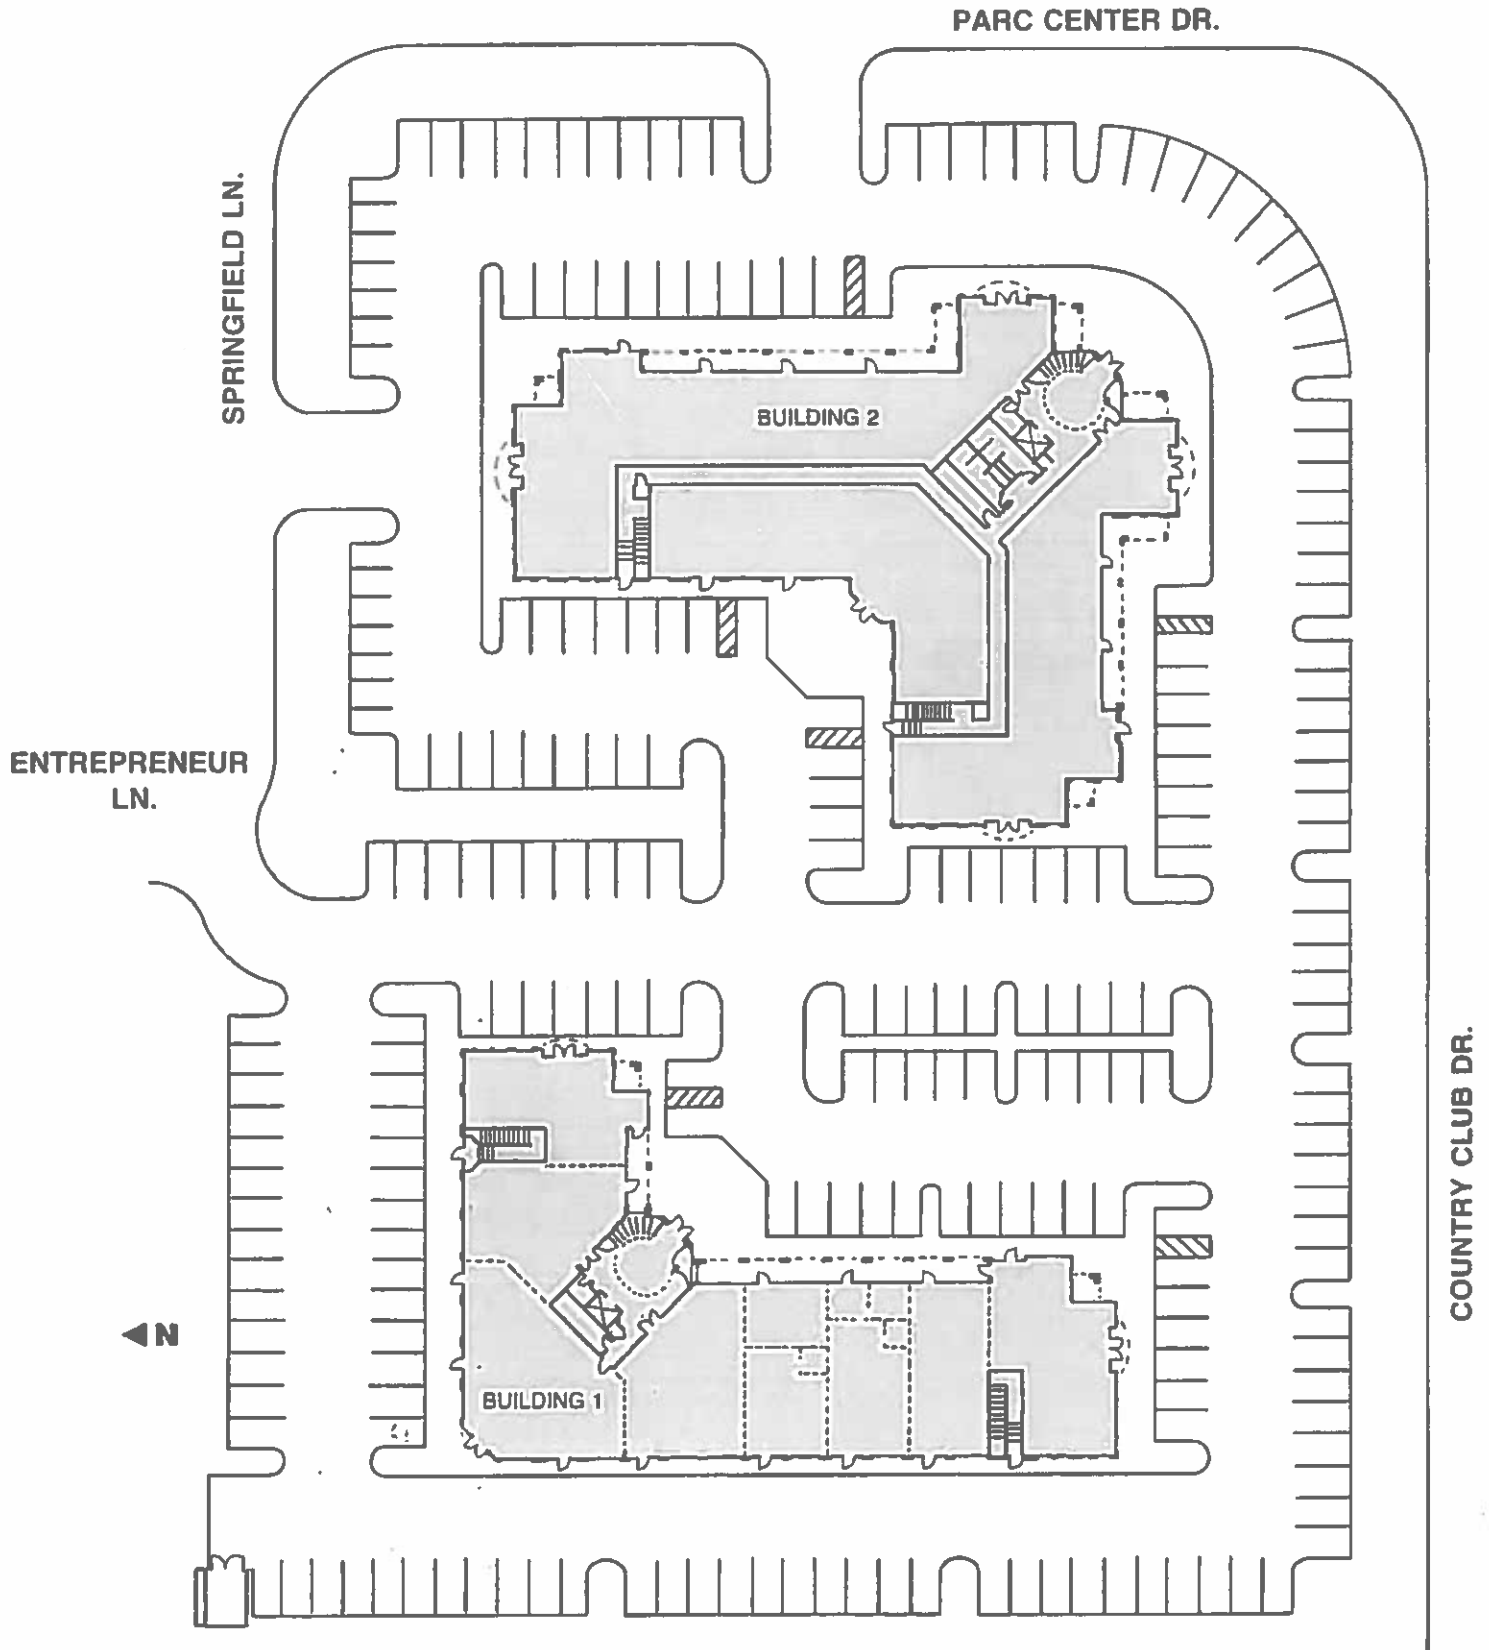 PARC CENTER DR.
SPRINGFIELD LN.
BUILDING 2
ENTREPRENEUR
LN.
COUNTRY CLUB DR.
N
BUILDING 1